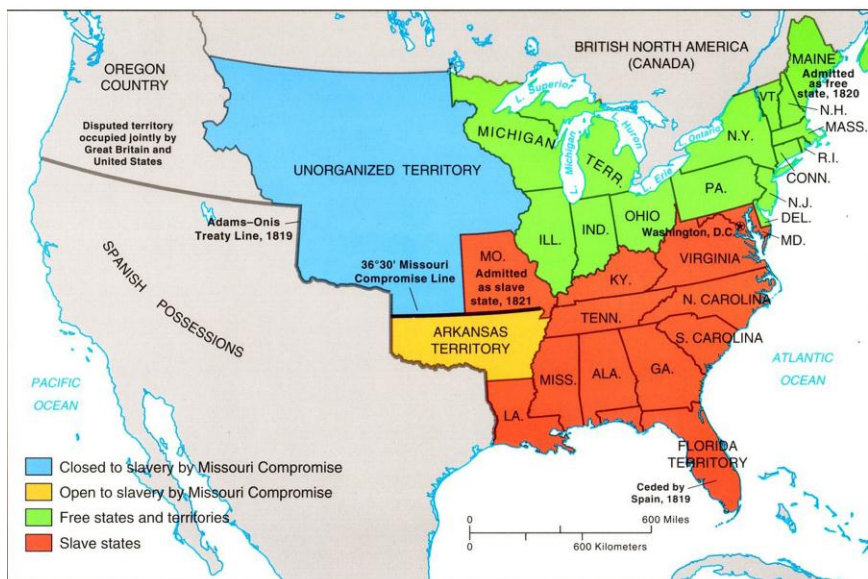 BRITISH NORTH AMERICA
(CANADA)
OREGON
COUNTRY
Disputed territory
occupied jointly by
Great Britain and
United States
MAINE
Admitted
as free
state, 1820
L. Superior
VT.
N.H.
MASS.
MICHIGAN
TERR.
L. Michigan
Huron
Ontario
L. Erie
N.Y.
R.I.
CONN.
UNORGANIZED TERRITORY
PA.
N.J.
OHIO
IND.
ILL.
DEL.
MD.
Adams–Onis
Treaty Line, 1819
Washington, D.C.
MO.
Admitted
as slave
state, 1821
36°30' Missouri
Compromise Line
VIRGINIA
KY.
N. CAROLINA
TENN.
SPANISH POSSESSIONS
ARKANSAS
TERRITORY
S. CAROLINA
MISS.
ALA.
GA.
LA.
ATLANTIC
OCEAN
PACIFIC
OCEAN
FLORIDA
TERRITORY
Ceded by
Spain, 1819
Closed to slavery by Missouri Compromise
Open to slavery by Missouri Compromise
Free states and territories
Slave states
0
600 Miles
0
600 Kilometers